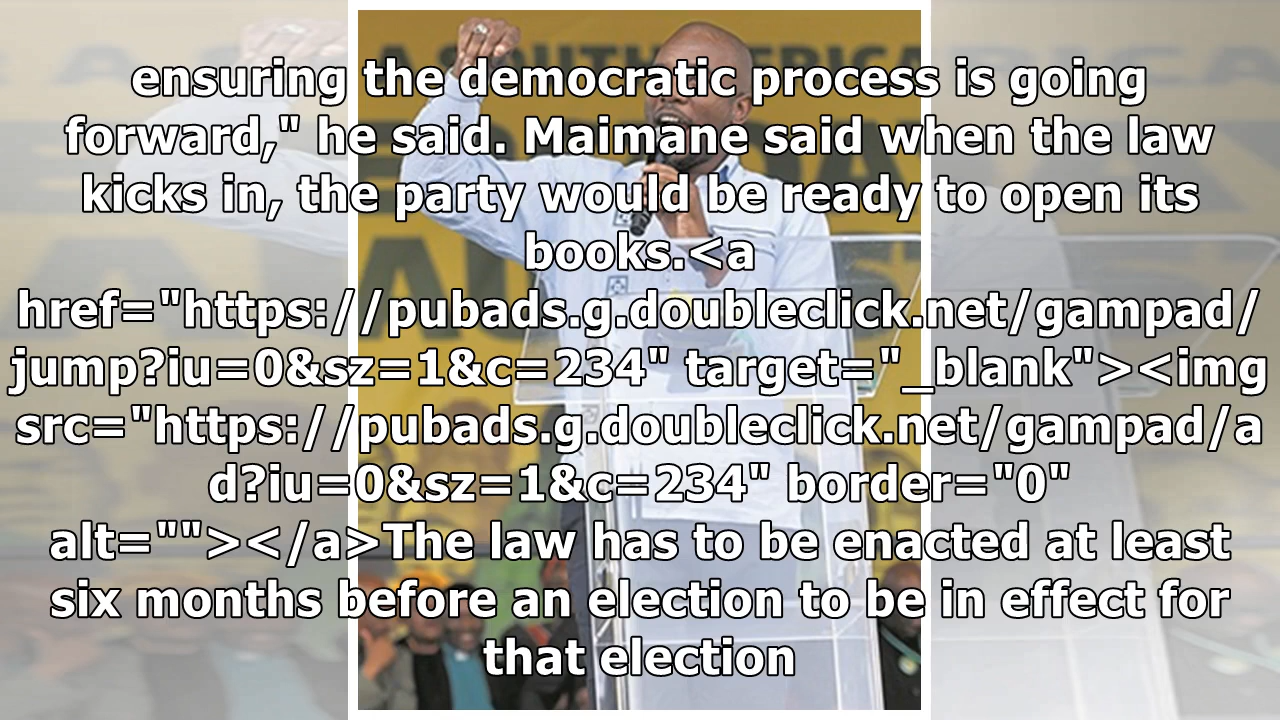 A SOUTH AFRICA
ensuring the democratic process is going
forward," he said. Maimane said when the law
kicks in, the party would be ready to open its
books.<a
href="https://pubads.g.doubleclick.net/gampad/
jump?iu=0&sz=1&c=234" target="_blank"><img
src="https://pubads.g.doubleclick.net/gampad/a
d?iu=0&sz=1&c=234" border="0"
alt=""></a>The law has to be enacted at least
six months before an election to be in effect for
that election